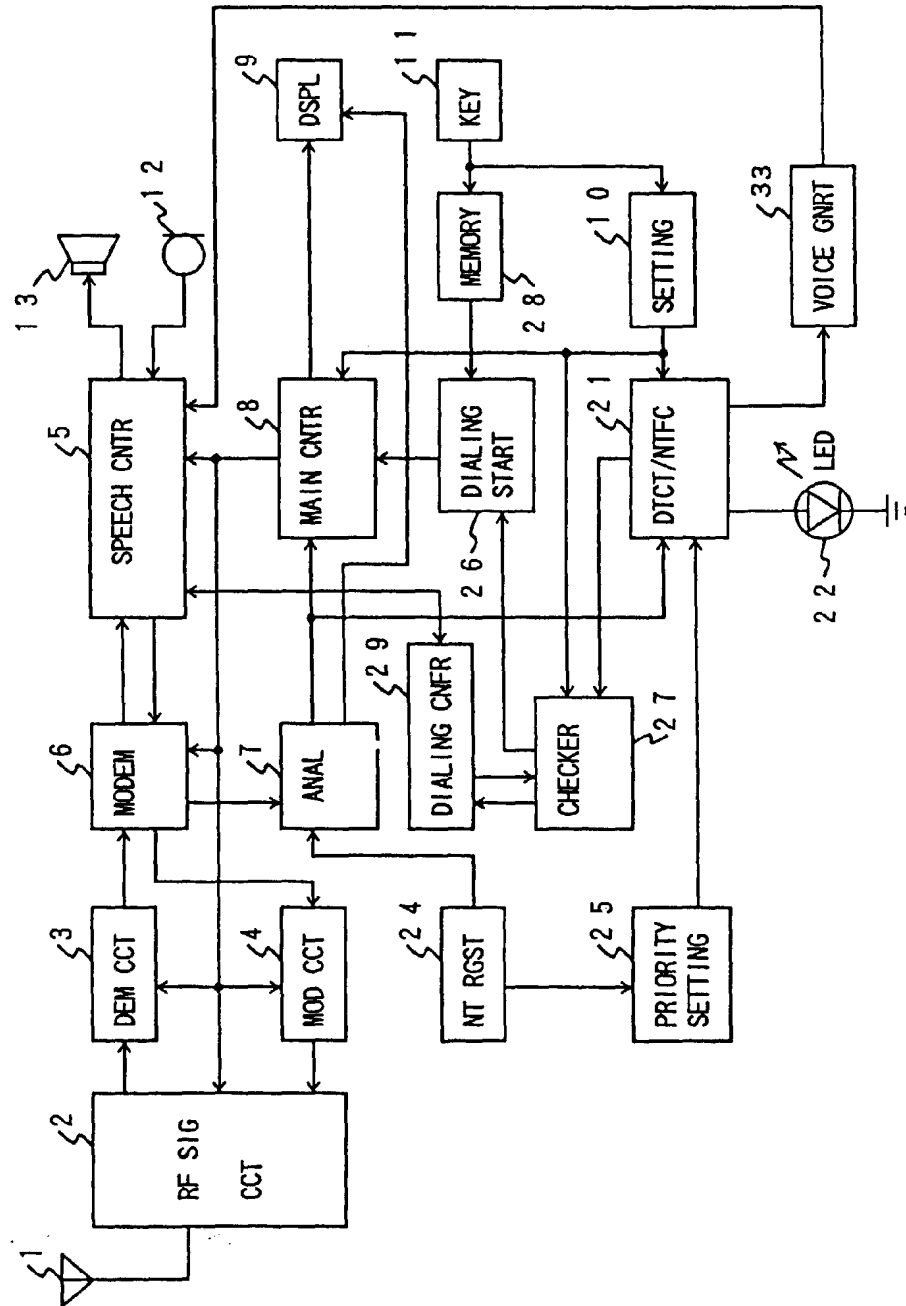 1
2
RF SIG
CCT
3
DEM CCT
4
MOD CCT
6
MODEM
7
ANAL
5
SPEECH CNTR
8
MAIN CNTR
13
12
9
DSPL
11
KEY
28
MEMORY
10
SETTING
26
DIALING
START
29
DIALING CNFR
27
CHECKER
24
NT RGST
25
PRIORITY
SETTING
21
DTCT/NTFC
22
LED
33
VOICE GNRT